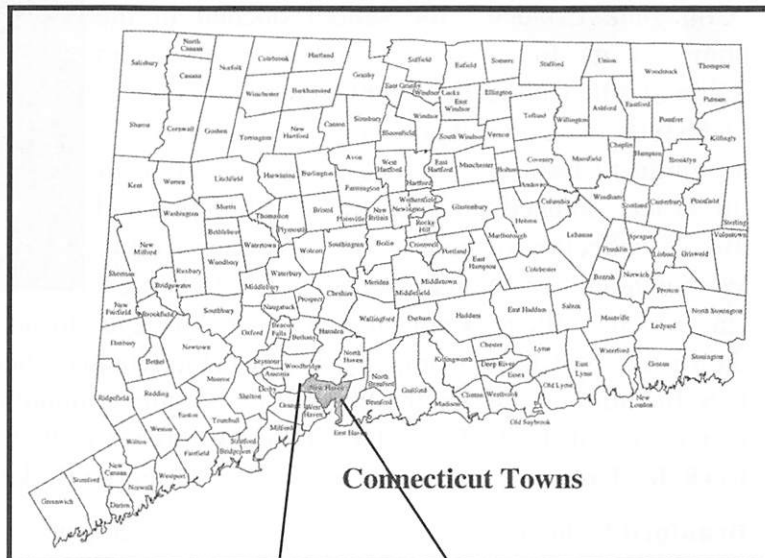 North Canaan
Colebrook
Hartland
Suffield
Enfield
Somers
Stafford
Union
Woodstock
Thompson
Salisbury
Canaan
Norfolk
Granby
East Granby
Windsor Locks
Winchester
Barkhamsted
East Windsor
Ellington
Putnam
Ashford
Eastford
Pomfret
Sharon
Cornwall
Goshen
Torrington
New Hartford
Canton
Simsbury
Bloomfield
Windsor
South Windsor
Vernon
Tolland
Willington
Killingly
Chaplin
Hampton
Brooklyn
Avon
West Hartford
Hartford
East Hartford
Manchester
Bolton
Coventry
Mansfield
Kent
Warren
Litchfield
Harwinton
Burlington
Farmington
Wethersfield
Newington
Glastonbury
Andover
Columbia
Windham
Scotland
Canterbury
Plainfield
Sterling
Washington
Morris
Bethlehem
Thomaston
Plymouth
Bristol
Plainville
New Britain
Rocky Hill
Hebron
Marlborough
Lebanon
Franklin
Sprague
Lisbon
Griswold
Voluntown
New Milford
Watertown
Wolcott
Southington
Berlin
Cromwell
Portland
East Hampton
Colchester
Bozrah
Norwich
Preston
Sherman
Roxbury
Woodbury
Bridgewater
Waterbury
Middlebury
Cheshire
Meriden
Middletown
Middlefield
New Fairfield
Brookfield
Southbury
Naugatuck
Prospect
Wallingford
Durham
Haddam
East Haddam
Salem
Montville
Ledyard
North Stonington
Oxford
Beacon Falls
Bethany
Hamden
Danbury
Bethel
Newtown
Seymour
Woodbridge
North Haven
Killingworth
Chester
Deep River
Essex
Lyme
East Lyme
Waterford
Groton
Stonington
Ansonia
Derby
North Branford
Branford
Guilford
Madison
Clinton
Westbrook
Old Lyme
New London
Old Saybrook
Ridgefield
Redding
Monroe
Shelton
Orange
West Haven
New Haven
Milford
East Haven
Easton
Trumbull
Stratford
Bridgeport
Weston
Wilton
Fairfield
Westport
New Canaan
Norwalk
Darien
Stamford
Greenwich
Connecticut Towns